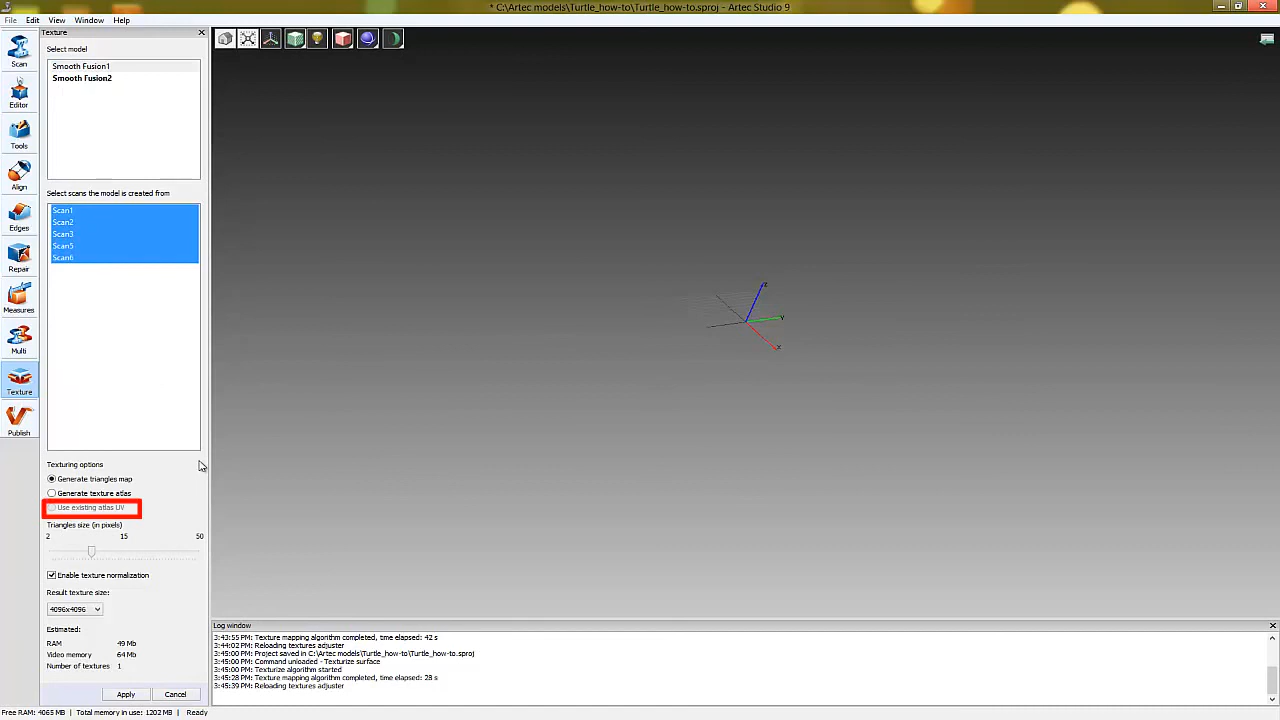 * C:\Artec models\Turtle_how-to\Turtle_how-to.sproj - Artec Studio 9
File Edit View Window Help
Texture
Scan
Editor
Tools
Align
Edges
Repair
Measures
Multi
Texture
Publish
Select model
Smooth Fusion1
Smooth Fusion2
Select scans the model is created from
Scan1
Scan2
Scan3
Scan5
Scan6
Texturing options
Generate triangles map
Generate texture atlas
Use existing atlas UV
Triangles size (in pixels)
2 15 50
Enable texture normalization
Result texture size:
4096x4096
Estimated:
RAM 49 Mb
Video memory 64 Mb
Number of textures 1
Apply Cancel
Z
Y
X
Log window
3:43:55 PM: Texture mapping algorithm completed, time elapsed: 42 s
3:44:02 PM: Reloading textures adjuster
3:45:00 PM: Project saved in C:\Artec models\Turtle_how-to\Turtle_how-to.sproj
3:45:00 PM: Command unloaded - Texturize surface
3:45:00 PM: Texturize algorithm started
3:45:28 PM: Texture mapping algorithm completed, time elapsed: 28 s
3:45:39 PM: Reloading textures adjuster
Free RAM: 4065 MB | Total memory in use: 1202 MB | Ready